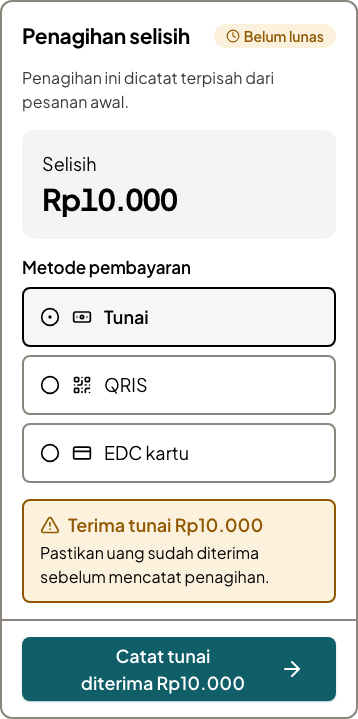 Penagihan selisih
Belum lunas
Penagihan ini dicatat terpisah dari
pesanan awal.
Selisih
Rp10.000
Metode pembayaran
Tunai
QRIS
EDC kartu
Terima tunai Rp10.000
Pastikan uang sudah diterima
sebelum mencatat penagihan.
Catat tunai
diterima Rp10.000